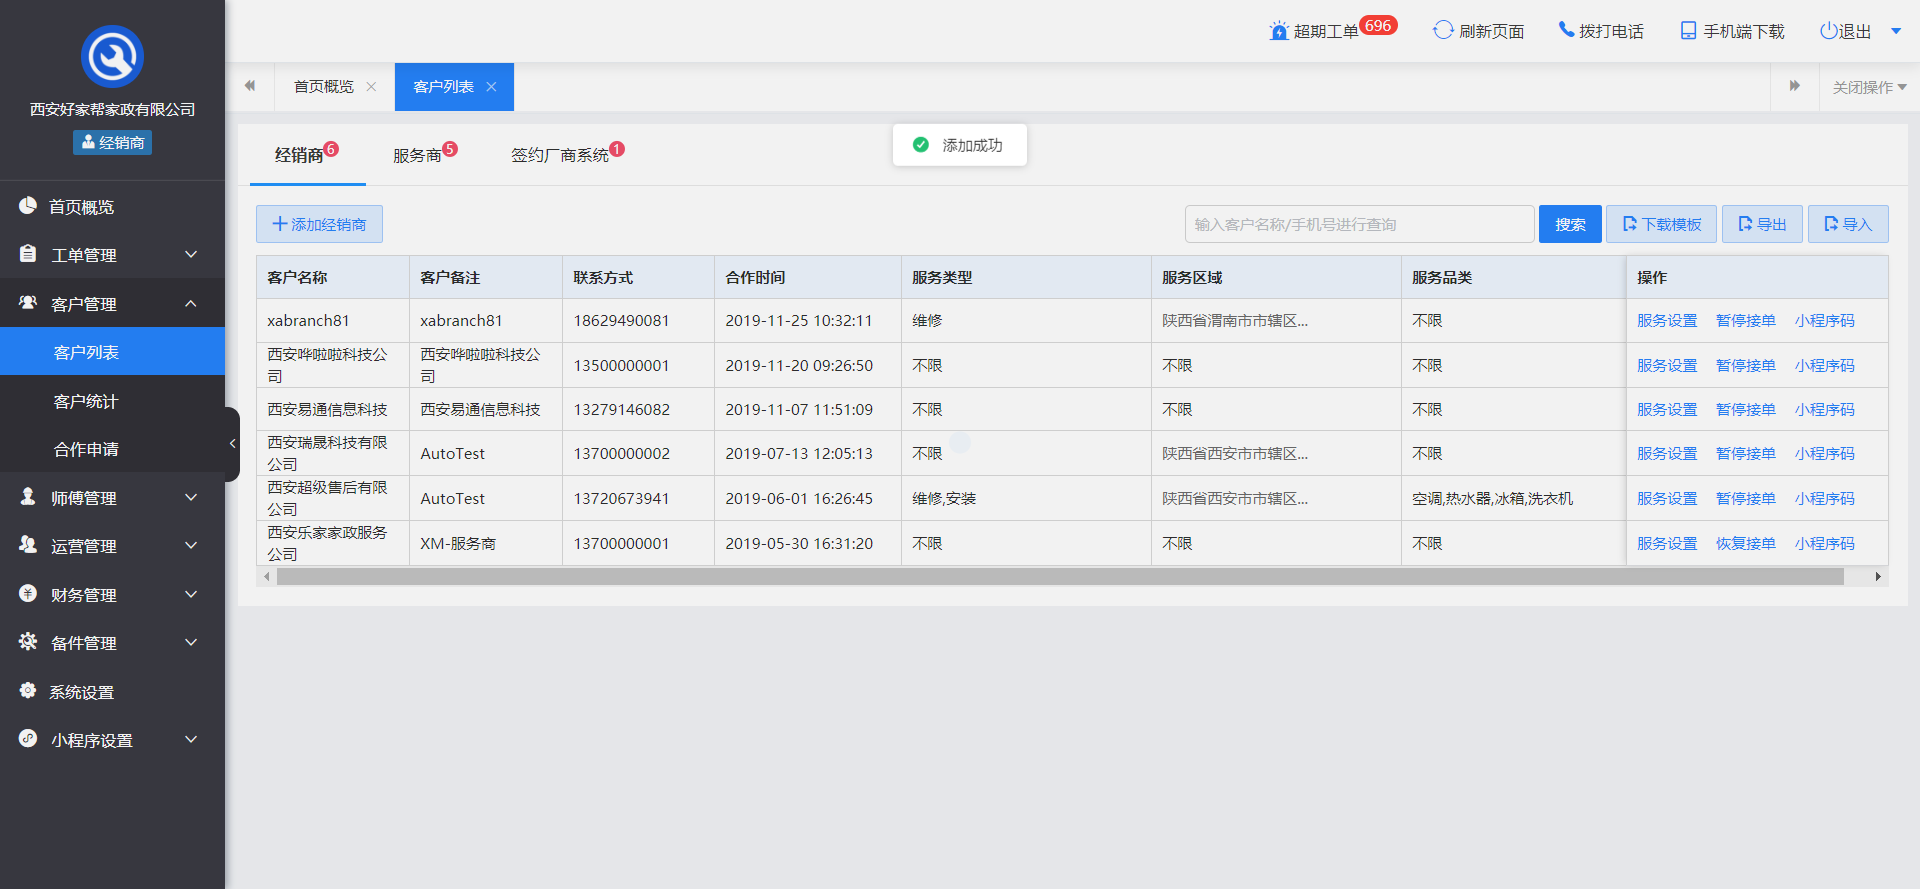 西安好家帮家政有限公司
经销商
首页概览
工单管理
客户管理
客户列表
客户统计
合作申请
师傅管理
运营管理
财务管理
备件管理
系统设置
小程序设置
超期工单 696 刷新页面 拨打电话 手机端下载 退出
首页概览 客户列表 关闭操作
添加成功
经销商 6 服务商 5 签约厂商系统 1
添加经销商 输入客户名称/手机号进行查询 搜索 下载模板 导出 导入
客户名称 客户备注 联系方式 合作时间 服务类型 服务区域 服务品类 操作
xabranch81 xabranch81 18629490081 2019-11-25 10:32:11 维修 陕西省渭南市市辖区... 不限 服务设置 暂停接单 小程序码
西安哗啦啦科技公司 西安哗啦啦科技公司 13500000001 2019-11-20 09:26:50 不限 不限 不限 服务设置 暂停接单 小程序码
西安易通信息科技 西安易通信息科技 13279146082 2019-11-07 11:51:09 不限 不限 不限 服务设置 暂停接单 小程序码
西安瑞晟科技有限公司 AutoTest 13700000002 2019-07-13 12:05:13 不限 陕西省西安市市辖区... 不限 服务设置 暂停接单 小程序码
西安超级售后有限公司 AutoTest 13720673941 2019-06-01 16:26:45 维修,安装 陕西省西安市市辖区... 空调,热水器,冰箱,洗衣机 服务设置 暂停接单 小程序码
西安乐家家政服务公司 XM-服务商 13700000001 2019-05-30 16:31:20 不限 不限 不限 服务设置 恢复接单 小程序码